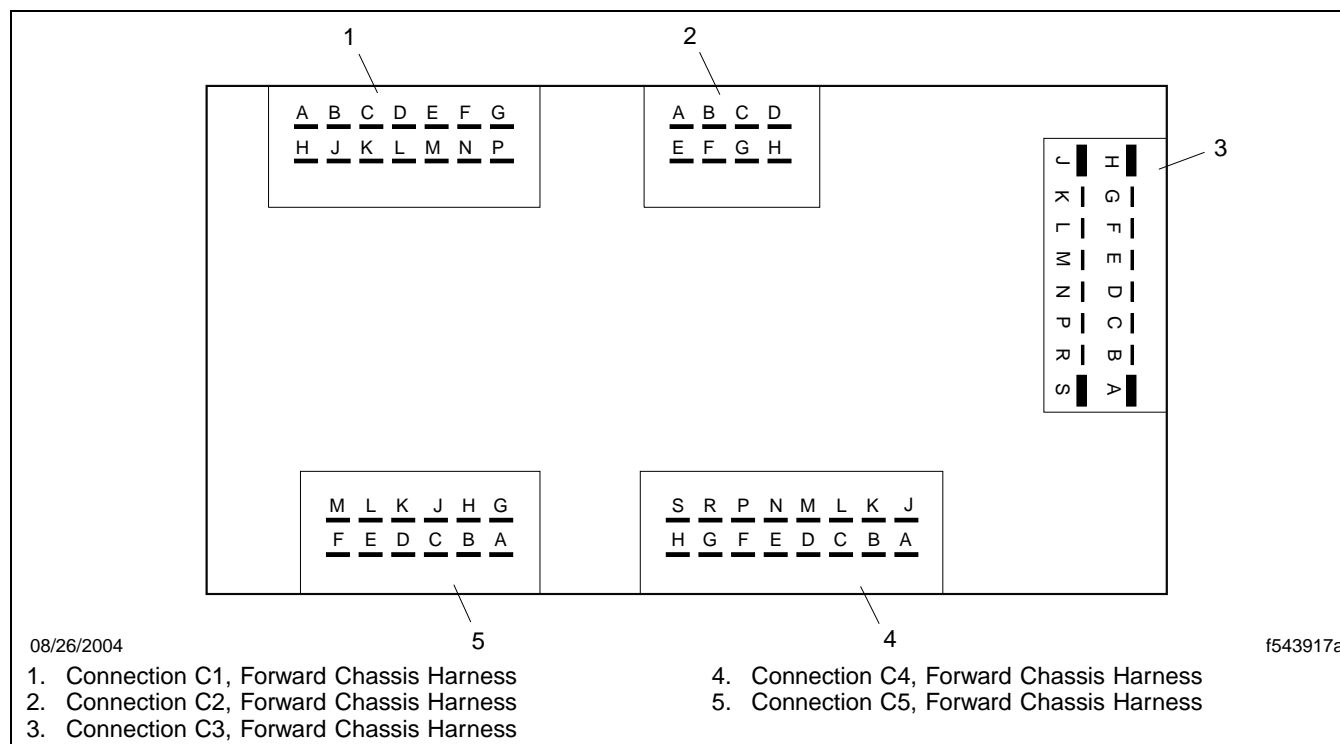 1
2
A B C D E F G
H J K L M N P
A B C D
E F G H
3
J H
K G
L F
M E
N D
P C
R B
S A
M L K J H G
F E D C B A
S R P N M L K J
H G F E D C B A
5
4
08/26/2004
f543917a
1. Connection C1, Forward Chassis Harness
2. Connection C2, Forward Chassis Harness
3. Connection C3, Forward Chassis Harness
4. Connection C4, Forward Chassis Harness
5. Connection C5, Forward Chassis Harness